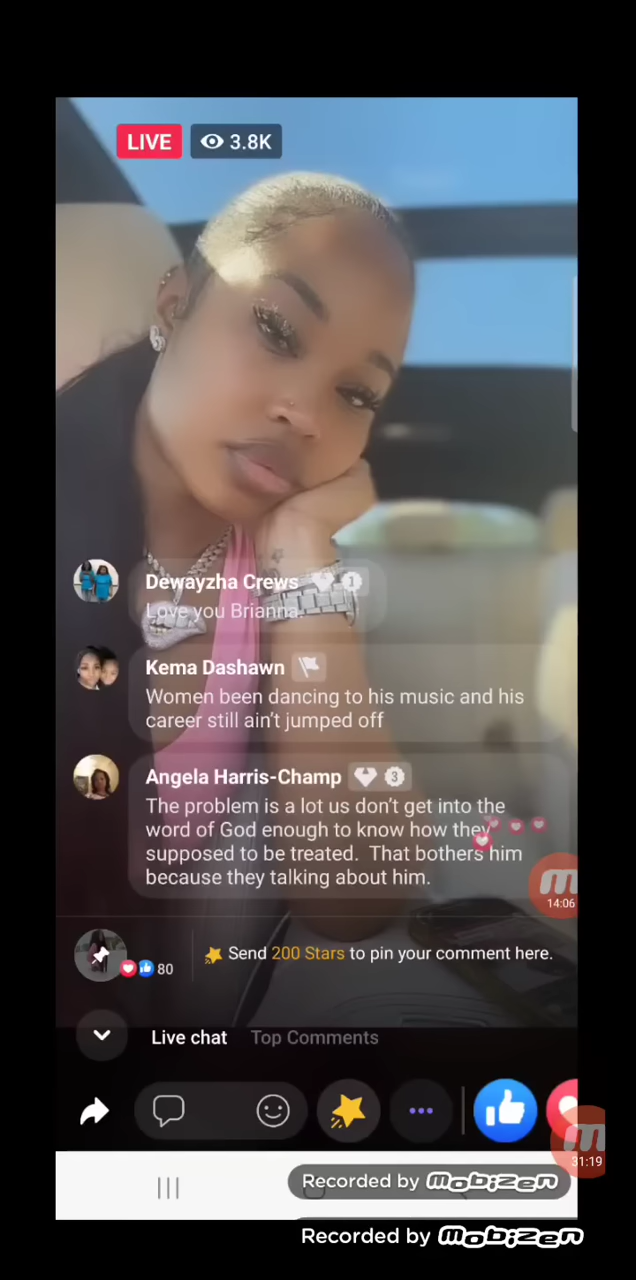 LIVE
3.8K
Dewayzha Crews 1
Love you Brianna.
Kema Dashawn
Women been dancing to his music and his
career still ain't jumped off
Angela Harris-Champ 3
The problem is a lot us don't get into the
word of God enough to know how they
supposed to be treated.  That bothers him
because they talking about him.
14:06
80
Send 200 Stars to pin your comment here.
Live chat Top Comments
31:19
Recorded by mobizen
Recorded by mobizen